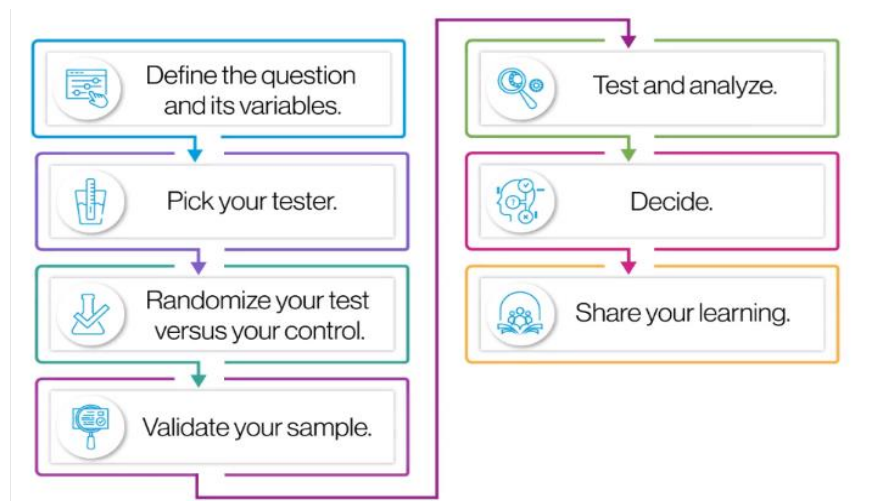 Define the question
and its variables.
Pick your tester.
Randomize your test
versus your control.
Validate your sample.
Test and analyze.
Decide.
Share your learning.